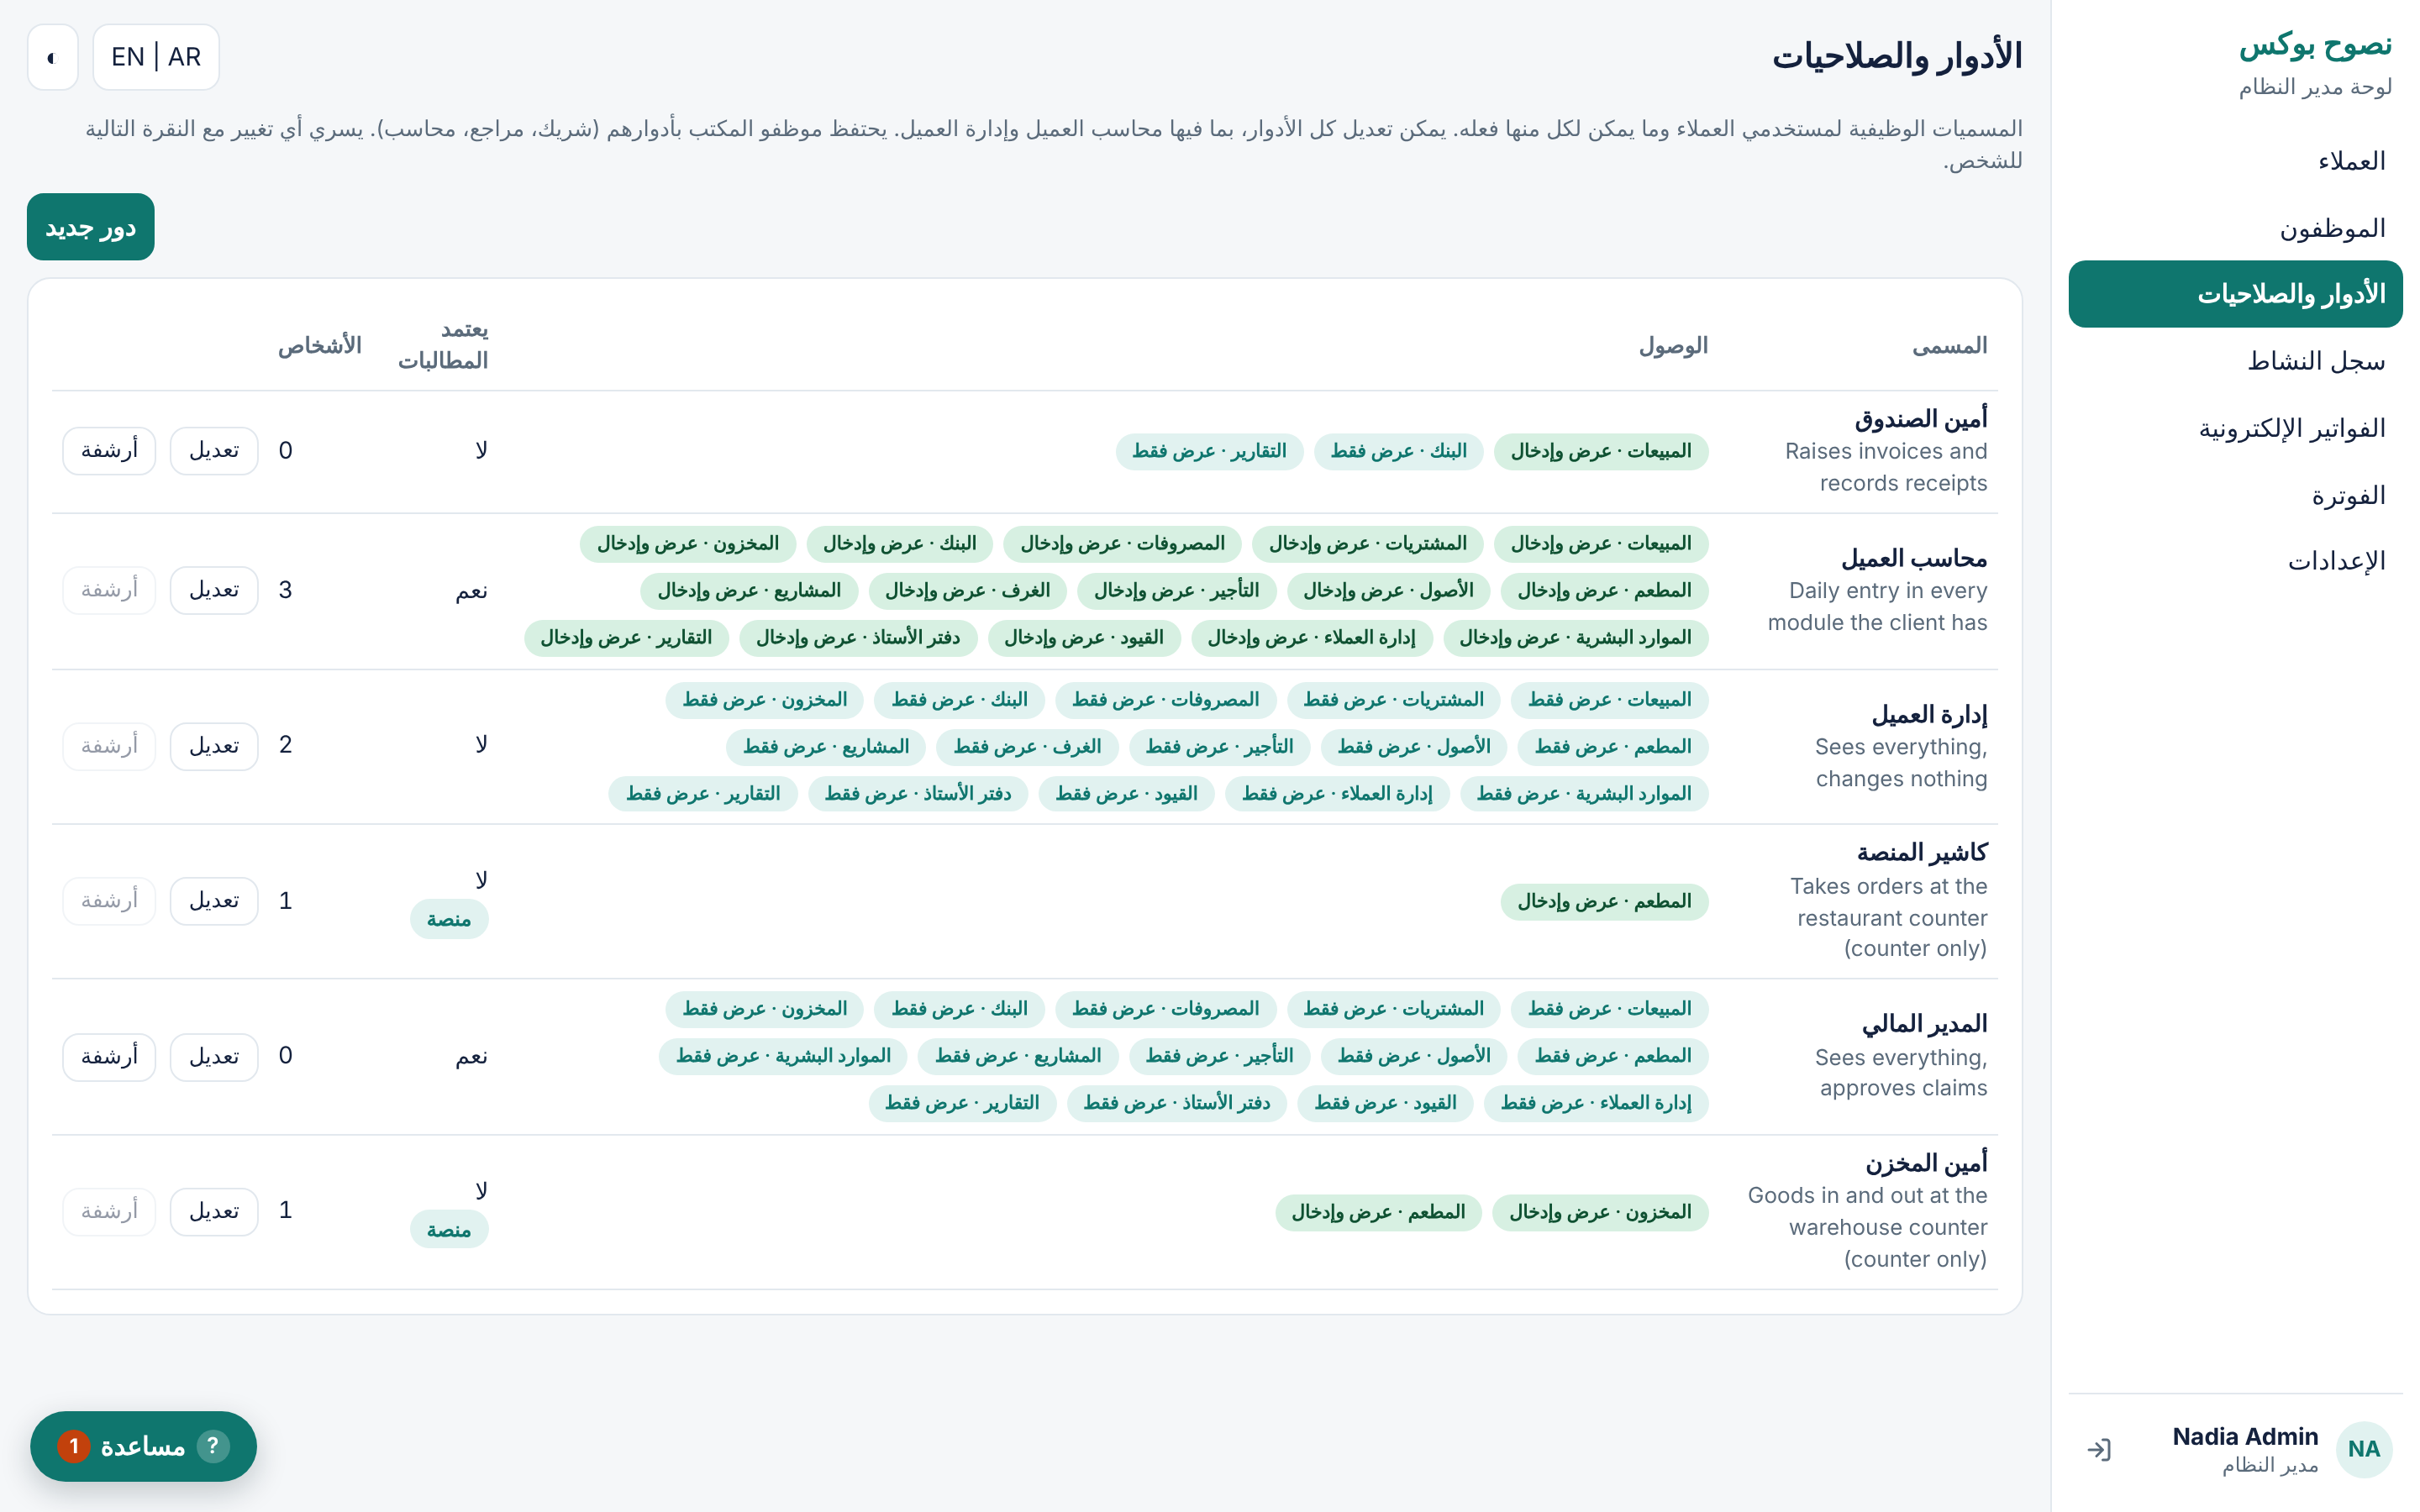 نصوح بوكس
لوحة مدير النظام
العملاء
الموظفون
الأدوار والصلاحيات
سجل النشاط
الفواتير الإلكترونية
الفوترة
الإعدادات
NA
Nadia Admin
مدير النظام
الأدوار والصلاحيات
EN | AR
المسميات الوظيفية لمستخدمي العملاء وما يمكن لكل منها فعله. يمكن تعديل كل الأدوار، بما فيها محاسب العميل وإدارة العميل. يحتفظ موظفو المكتب بأدوارهم (شريك، مراجع، محاسب). يسري أي تغيير مع النقرة التالية
للشخص.
دور جديد
المسمى الوصول يعتمد المطالبات الأشخاص
أمين الصندوق
Raises invoices and
records receipts
المبيعات · عرض وإدخال البنك · عرض فقط التقارير · عرض فقط
لا 0 تعديل أرشفة
محاسب العميل
Daily entry in every
module the client has
المبيعات · عرض وإدخال المشتريات · عرض وإدخال المصروفات · عرض وإدخال البنك · عرض وإدخال المخزون · عرض وإدخال
المطعم · عرض وإدخال الأصول · عرض وإدخال التأجير · عرض وإدخال الغرف · عرض وإدخال المشاريع · عرض وإدخال
الموارد البشرية · عرض وإدخال إدارة العملاء · عرض وإدخال القيود · عرض وإدخال دفتر الأستاذ · عرض وإدخال التقارير · عرض وإدخال
نعم 3 تعديل أرشفة
إدارة العميل
Sees everything,
changes nothing
المبيعات · عرض فقط المشتريات · عرض فقط المصروفات · عرض فقط البنك · عرض فقط المخزون · عرض فقط
المطعم · عرض فقط الأصول · عرض فقط التأجير · عرض فقط الغرف · عرض فقط المشاريع · عرض فقط
الموارد البشرية · عرض فقط إدارة العملاء · عرض فقط القيود · عرض فقط دفتر الأستاذ · عرض فقط التقارير · عرض فقط
لا 2 تعديل أرشفة
كاشير المنصة
Takes orders at the
restaurant counter
(counter only)
المطعم · عرض وإدخال
لا
منصة
1 تعديل أرشفة
المدير المالي
Sees everything,
approves claims
المبيعات · عرض فقط المشتريات · عرض فقط المصروفات · عرض فقط البنك · عرض فقط المخزون · عرض فقط
المطعم · عرض فقط الأصول · عرض فقط التأجير · عرض فقط المشاريع · عرض فقط الموارد البشرية · عرض فقط
إدارة العملاء · عرض فقط القيود · عرض فقط دفتر الأستاذ · عرض فقط التقارير · عرض فقط
نعم 0 تعديل أرشفة
أمين المخزن
Goods in and out at the
warehouse counter
(counter only)
المخزون · عرض وإدخال المطعم · عرض وإدخال
لا
منصة
1 تعديل أرشفة
? مساعدة 1